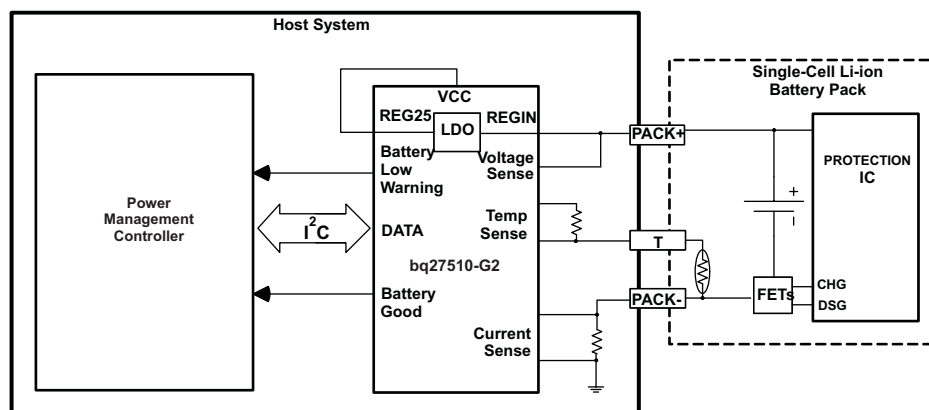 Host System
Single-Cell Li-ion
Battery Pack
VCC
REG25
LDO
REGIN
PACK+
Battery
Low
Warning
Voltage
Sense
PROTECTION
IC
Power
Management
Controller
I²C
DATA
Temp
Sense
T
bq27510-G2
+
–
Battery
Good
PACK-
FETs
CHG
DSG
Current
Sense